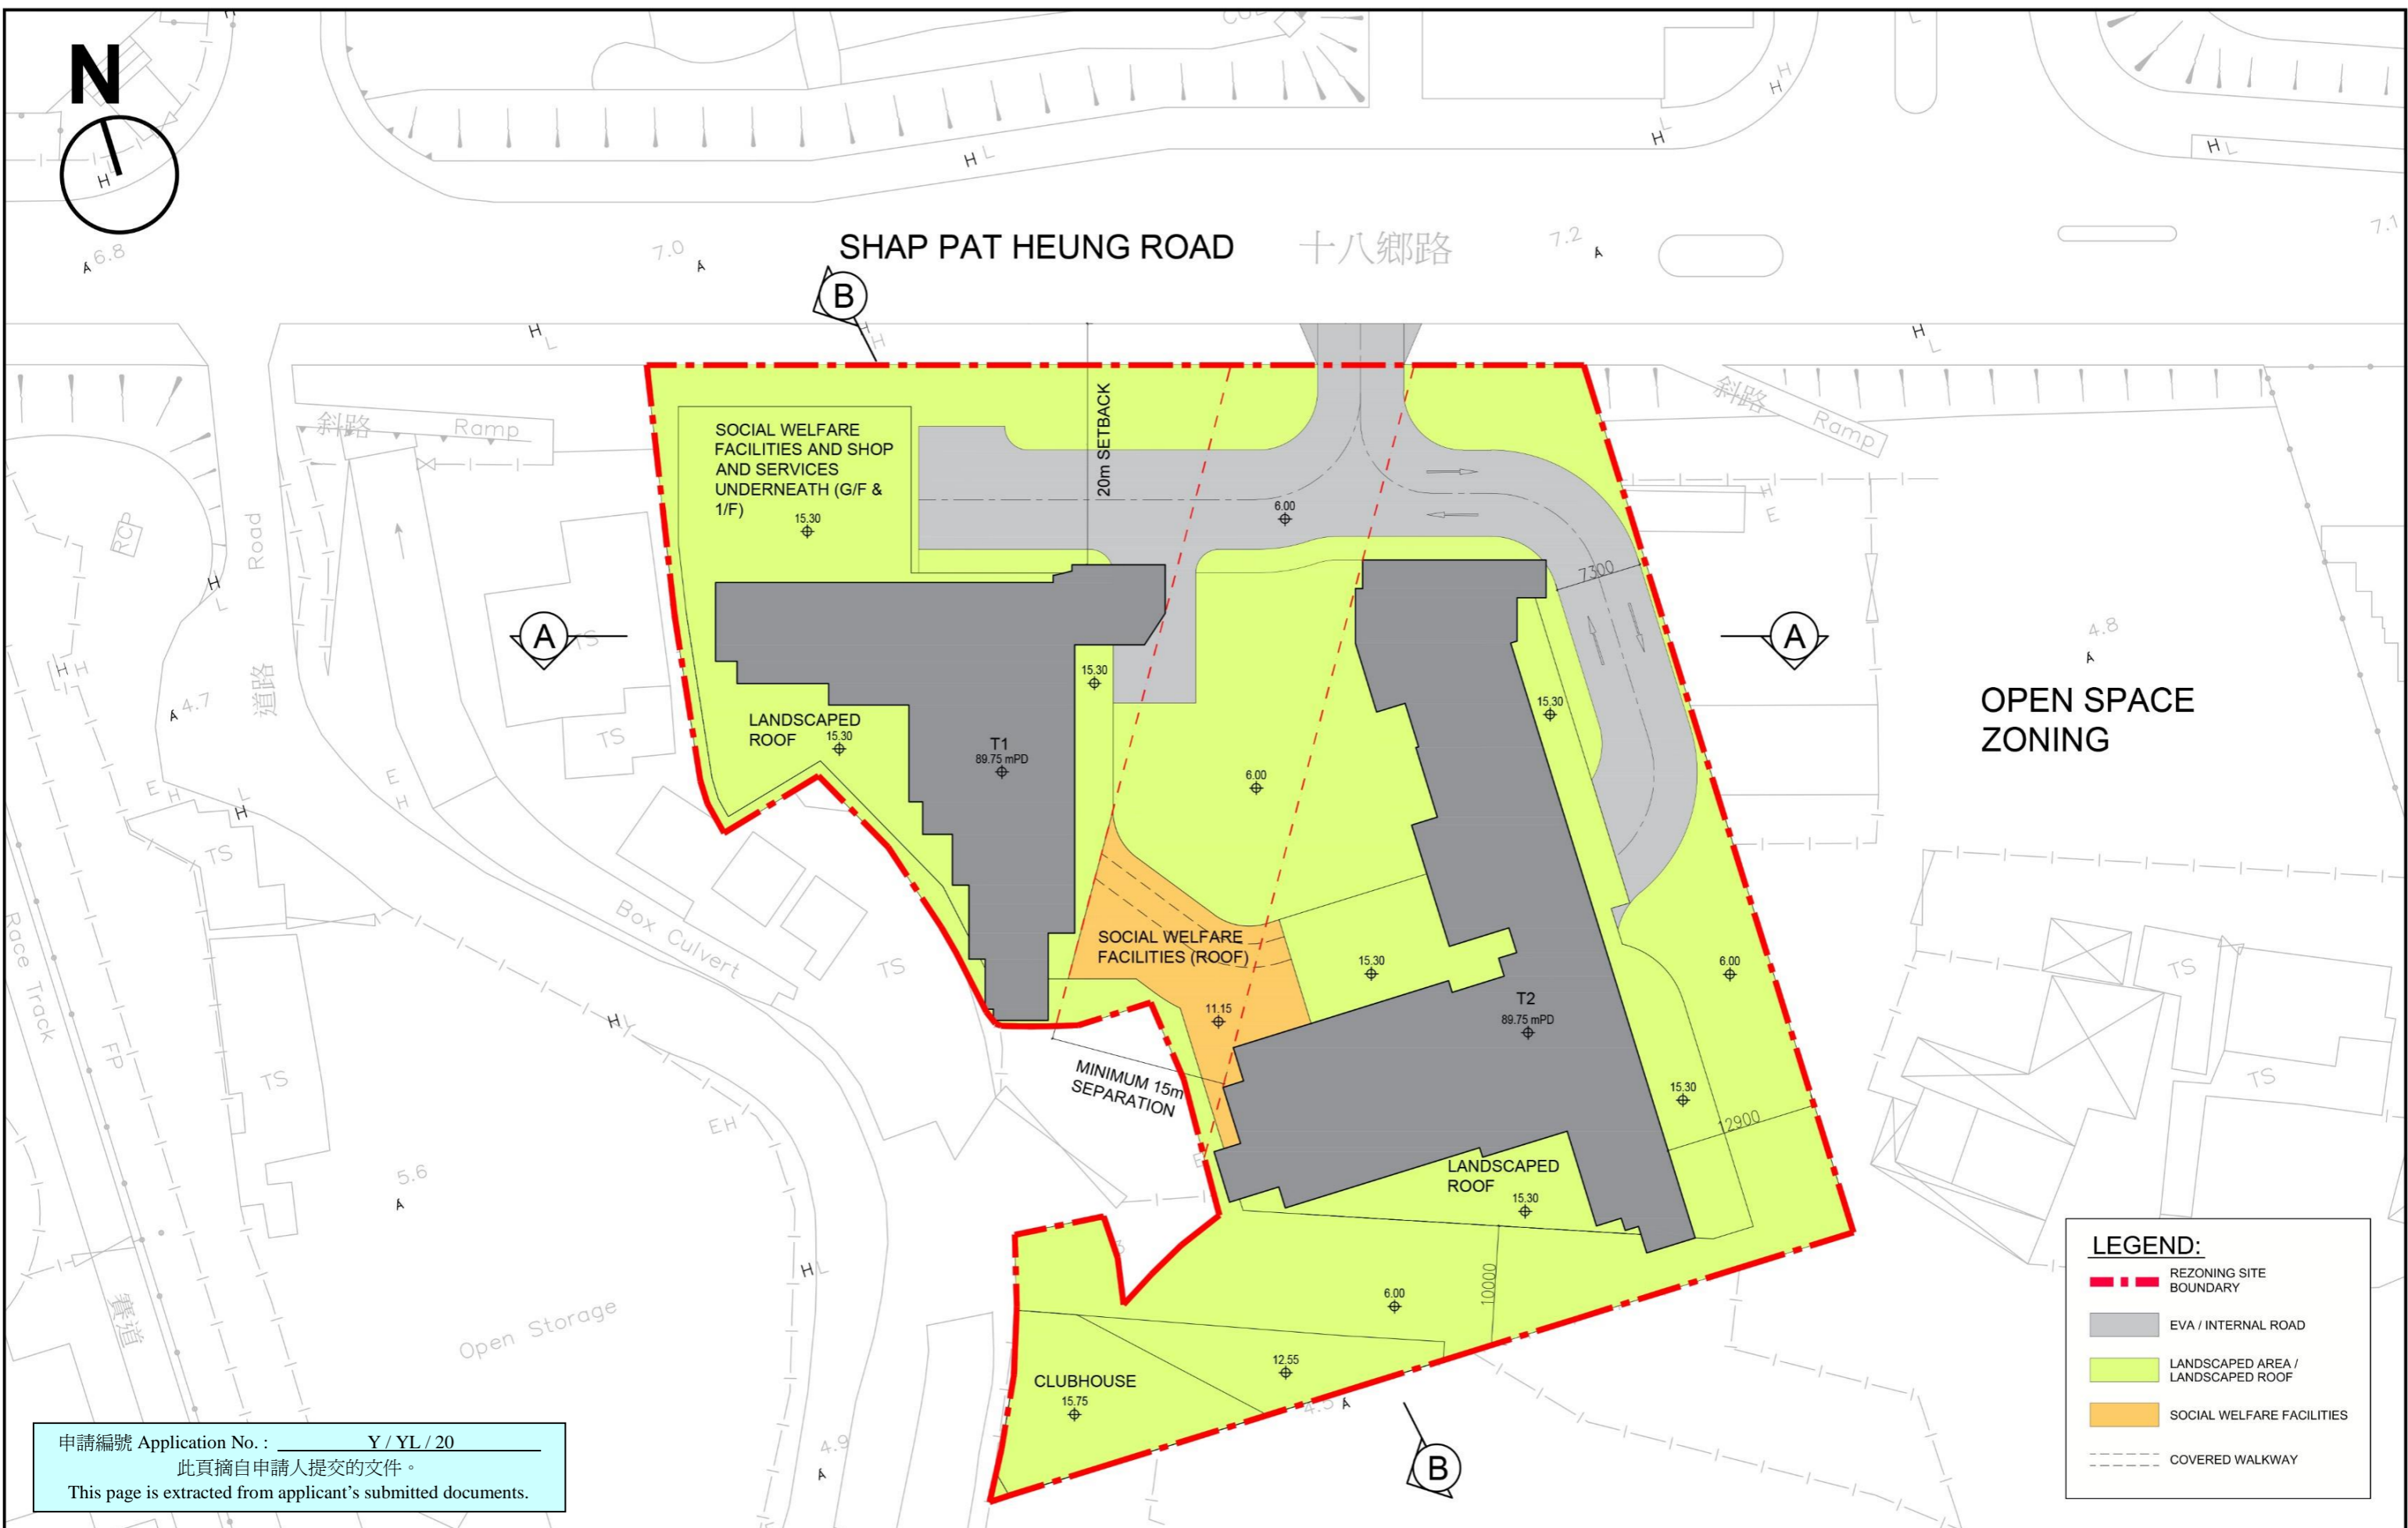 N
6.8
7.0
SHAP PAT HEUNG ROAD 十八鄉路
7.2
7.1
B
斜路 Ramp
斜路 Ramp
SOCIAL WELFARE
FACILITIES AND SHOP
AND SERVICES
UNDERNEATH (G/F &
1/F)
15.30
20m SETBACK
6.00
RCP
道路 Road
7300
A
TS
A
4.8
4.7
TS
15.30
15.30
OPEN SPACE
ZONING
LANDSCAPED
ROOF
15.30
T1
89.75 mPD
6.00
TS
Box Culvert
TS
SOCIAL WELFARE
FACILITIES (ROOF)
15.30
6.00
TS
Race Track
FP
11.15
T2
89.75 mPD
TS
MINIMUM 15m
SEPARATION
15.30
TS
EH
12900
5.6
LANDSCAPED
ROOF
15.30
賽道
10000
6.00
Open Storage
12.55
CLUBHOUSE
15.75
4.9
B
LEGEND:
REZONING SITE
BOUNDARY
EVA / INTERNAL ROAD
LANDSCAPED AREA /
LANDSCAPED ROOF
SOCIAL WELFARE FACILITIES
COVERED WALKWAY
申請編號 Application No. : Y / YL / 20
此頁摘自申請人提交的文件。
This page is extracted from applicant's submitted documents.